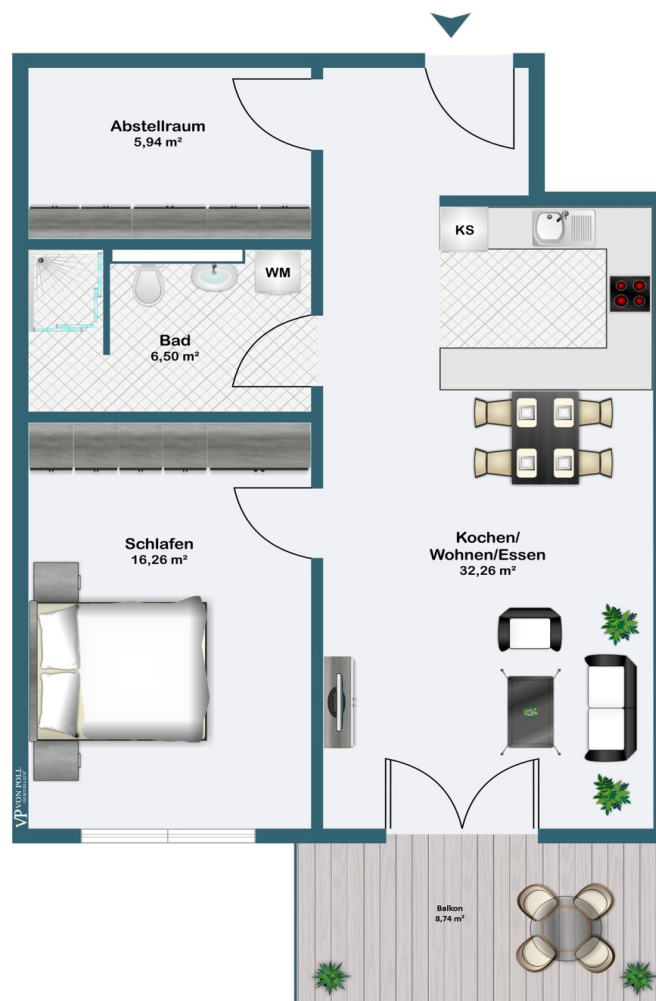 Abstellraum
5,94 m²
KS
WM
Bad
6,50 m²
Schlafen
16,26 m²
Kochen/
Wohnen/Essen
32,26 m²
VP VON POLL
IMMOBILIEN
Balkon
8,74 m²